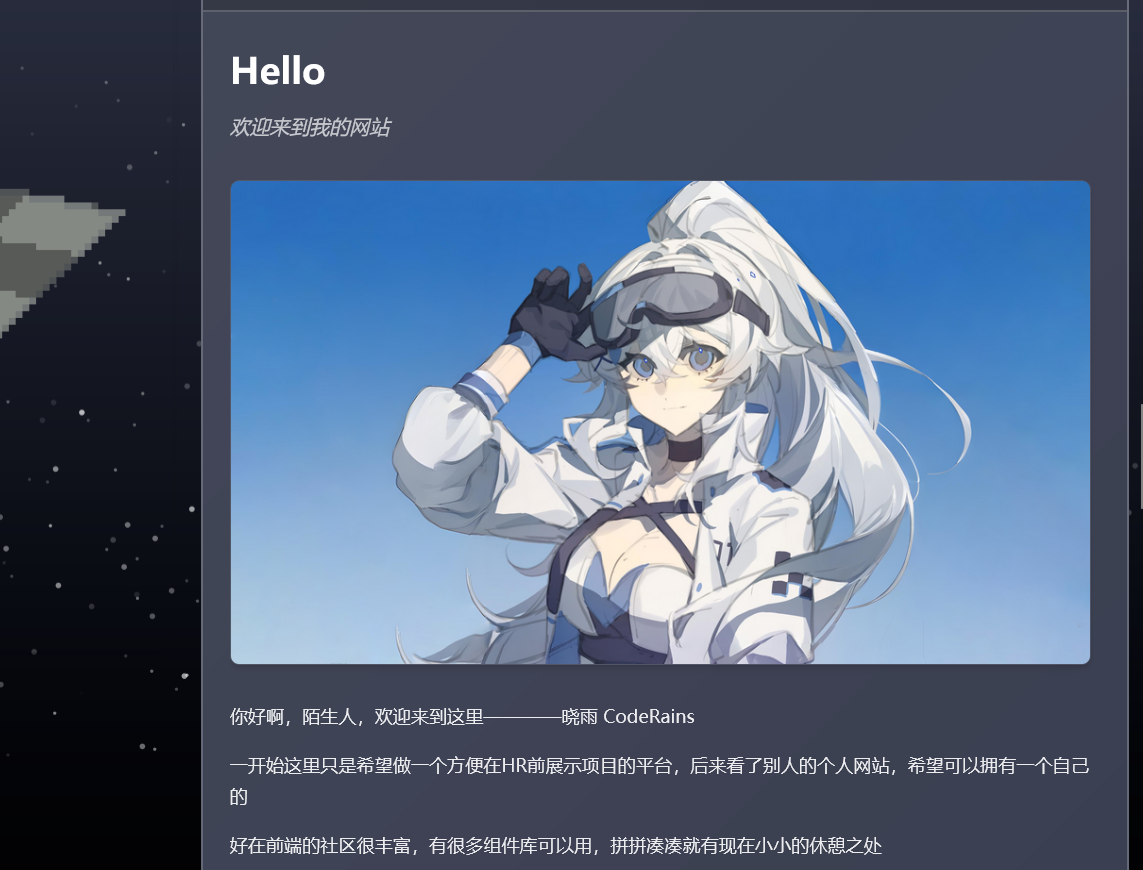 Hello
欢迎来到我的网站
你好啊，陌生人，欢迎来到这里————晓雨 CodeRains
一开始这里只是希望做一个方便在HR前展示项目的平台，后来看了别人的个人网站，希望可以拥有一个自己
的
好在前端的社区很丰富，有很多组件库可以用，拼拼凑凑就有现在小小的休憩之处